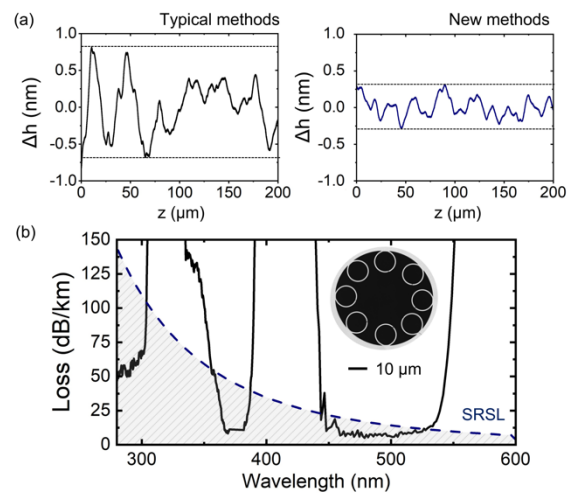 (a)
Typical methods
New methods
1.0
0.5
0.0
-0.5
-1.0
Δh (nm)
0 50 100 150 200
z (μm)
1.0
0.5
0.0
-0.5
-1.0
Δh (nm)
0 50 100 150 200
z (μm)
(b)
150
125
100
75
50
25
0
Loss (dB/km)
10 μm
SRSL
300 400 500 600
Wavelength (nm)